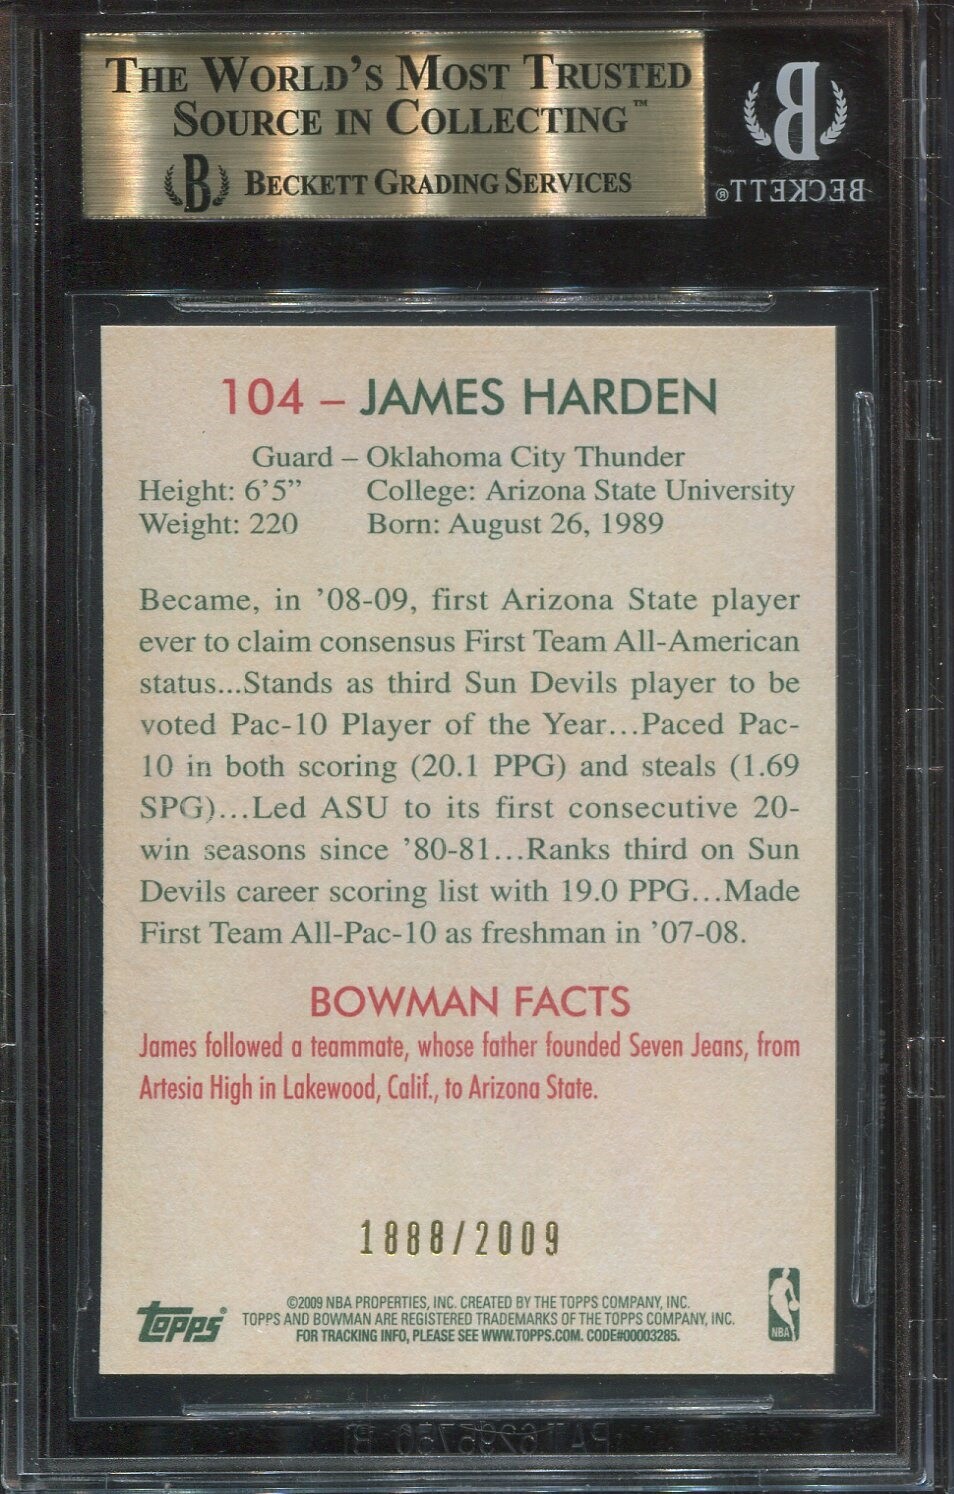 THE WORLD'S MOST TRUSTED
SOURCE IN COLLECTING™
B BECKETT GRADING SERVICES
B
BECKETT®
104 – JAMES HARDEN
Guard – Oklahoma City Thunder
Height: 6'5” College: Arizona State University
Weight: 220 Born: August 26, 1989
Became, in '08-09, first Arizona State player
ever to claim consensus First Team All-American
status...Stands as third Sun Devils player to be
voted Pac-10 Player of the Year...Paced Pac-
10 in both scoring (20.1 PPG) and steals (1.69
SPG)...Led ASU to its first consecutive 20-
win seasons since '80-81...Ranks third on Sun
Devils career scoring list with 19.0 PPG...Made
First Team All-Pac-10 as freshman in '07-08.
BOWMAN FACTS
James followed a teammate, whose father founded Seven Jeans, from
Artesia High in Lakewood, Calif., to Arizona State.
1888/2009
©2009 NBA PROPERTIES, INC. CREATED BY THE TOPPS COMPANY, INC.
TOPPS AND BOWMAN ARE REGISTERED TRADEMARKS OF THE TOPPS COMPANY, INC.
FOR TRACKING INFO, PLEASE SEE WWW.TOPPS.COM. CODE#00003285.
Topps®
NBA